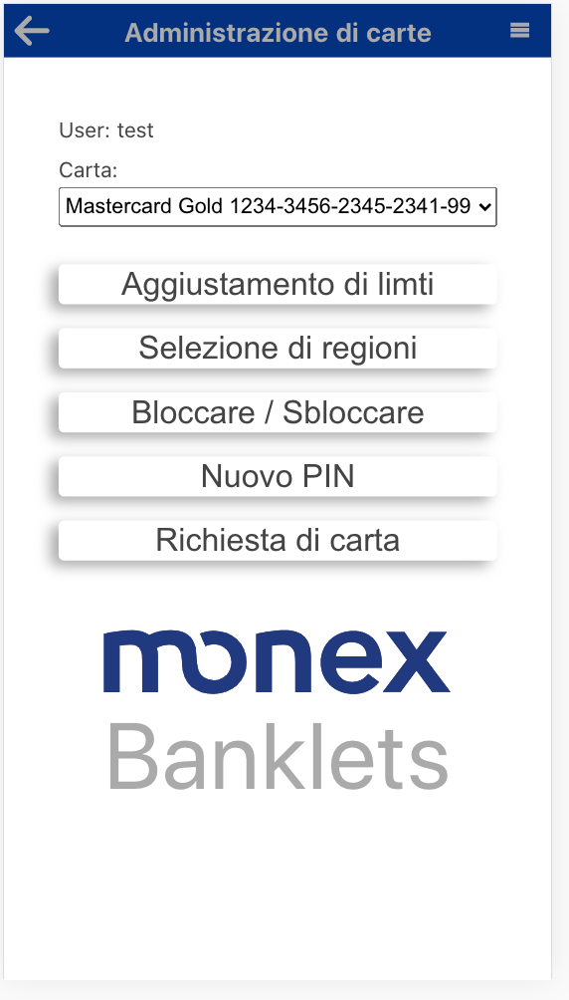 Administrazione di carte
User: test
Carta:
Mastercard Gold 1234-3456-2345-2341-99
Aggiustamento di limti
Selezione di regioni
Bloccare / Sbloccare
Nuovo PIN
Richiesta di carta
monex
Banklets